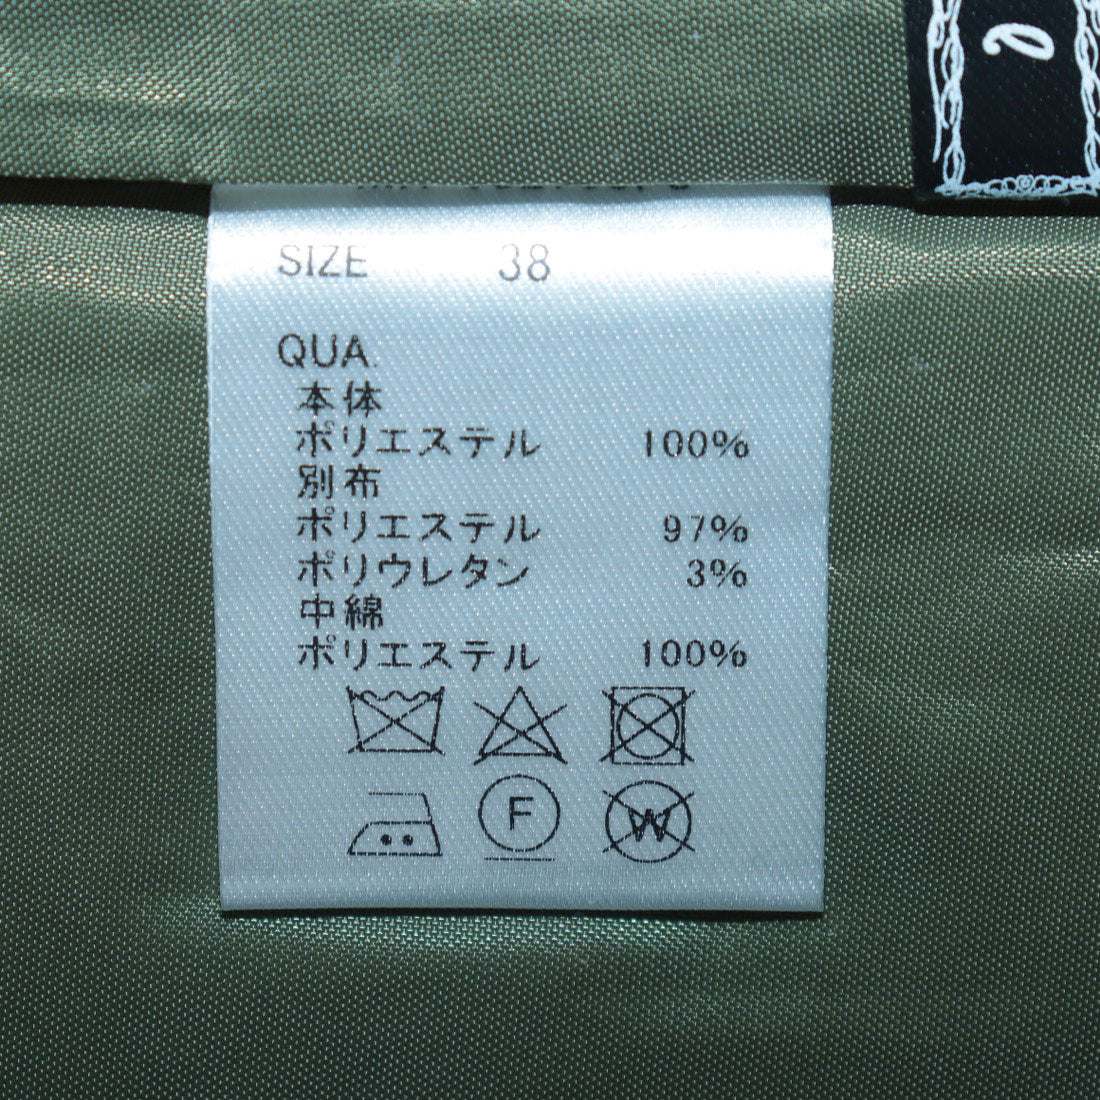 SIZE 38
QUA.
本体
ポリエステル 100%
別布
ポリエステル 97%
ポリウレタン 3%
中綿
ポリエステル 100%
F
W
e